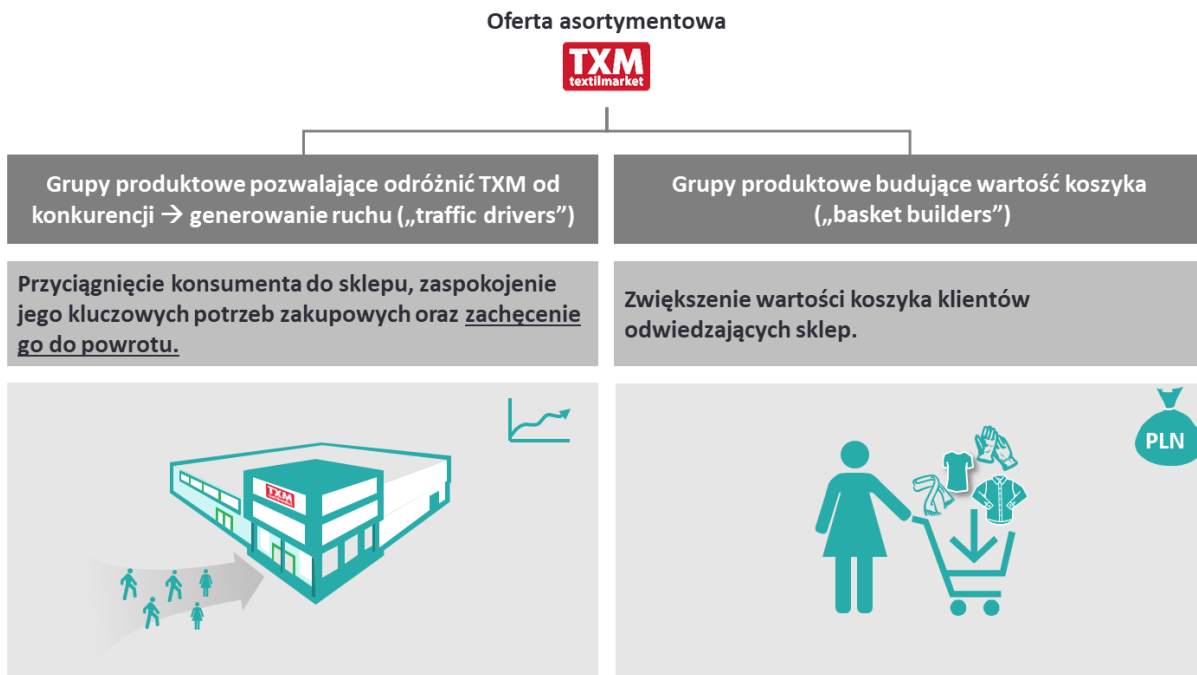 Oferta asortymentowa
TXM
textilmarket
Grupy produktowe pozwalające odróżnić TXM od
konkurencji → generowanie ruchu („traffic drivers”)
Grupy produktowe budujące wartość koszyka
(„basket builders”)
Przyciągnięcie konsumenta do sklepu, zaspokojenie
jego kluczowych potrzeb zakupowych oraz zachęcenie
go do powrotu.
Zwiększenie wartości koszyka klientów
odwiedzających sklep.
TXM
PLN